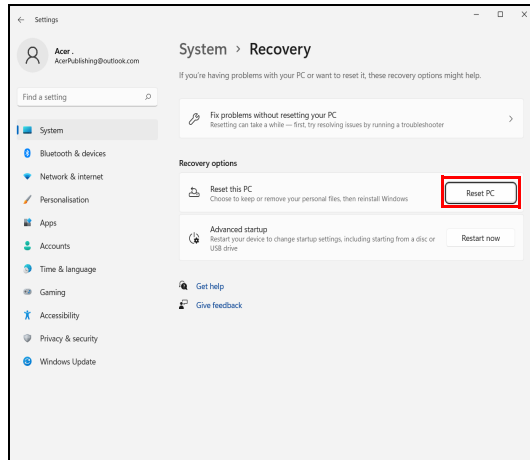 Settings
Acer .
AcerPublishing@outlook.com
Find a setting
System
Bluetooth & devices
Network & internet
Personalisation
Apps
Accounts
Time & language
Gaming
Accessibility
Privacy & security
Windows Update
System > Recovery
If you're having problems with your PC or want to reset it, these recovery options might help.
Fix problems without resetting your PC
Resetting can take a while — first, try resolving issues by running a troubleshooter
Recovery options
Reset this PC
Choose to keep or remove your personal files, then reinstall Windows
Reset PC
Advanced startup
Restart your device to change startup settings, including starting from a disc or
USB drive
Restart now
Get help
Give feedback